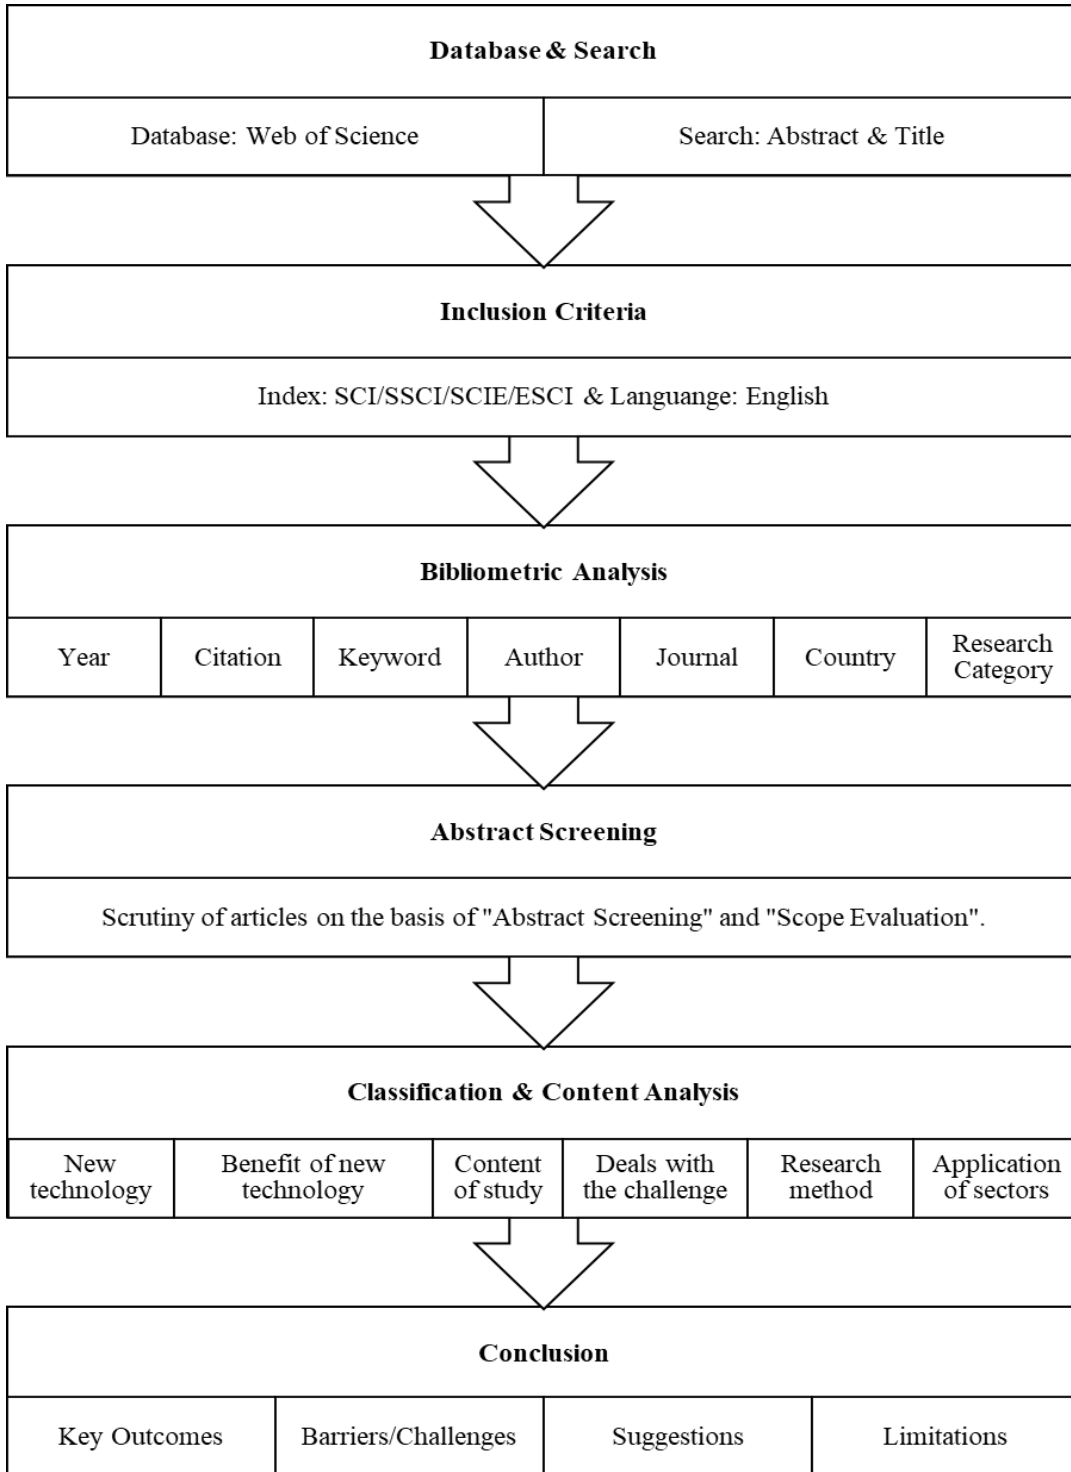 Database & Search
Database: Web of Science
Search: Abstract & Title
Inclusion Criteria
Index: SCI/SSCI/SCIE/ESCI & Languange: English
Bibliometric Analysis
Year
Citation
Keyword
Author
Journal
Country
Research
Category
Abstract Screening
Scrutiny of articles on the basis of "Abstract Screening" and "Scope Evaluation".
Classification & Content Analysis
New
technology
Benefit of new
technology
Content
of study
Deals with
the challenge
Research
method
Application
of sectors
Conclusion
Key Outcomes
Barriers/Challenges
Suggestions
Limitations